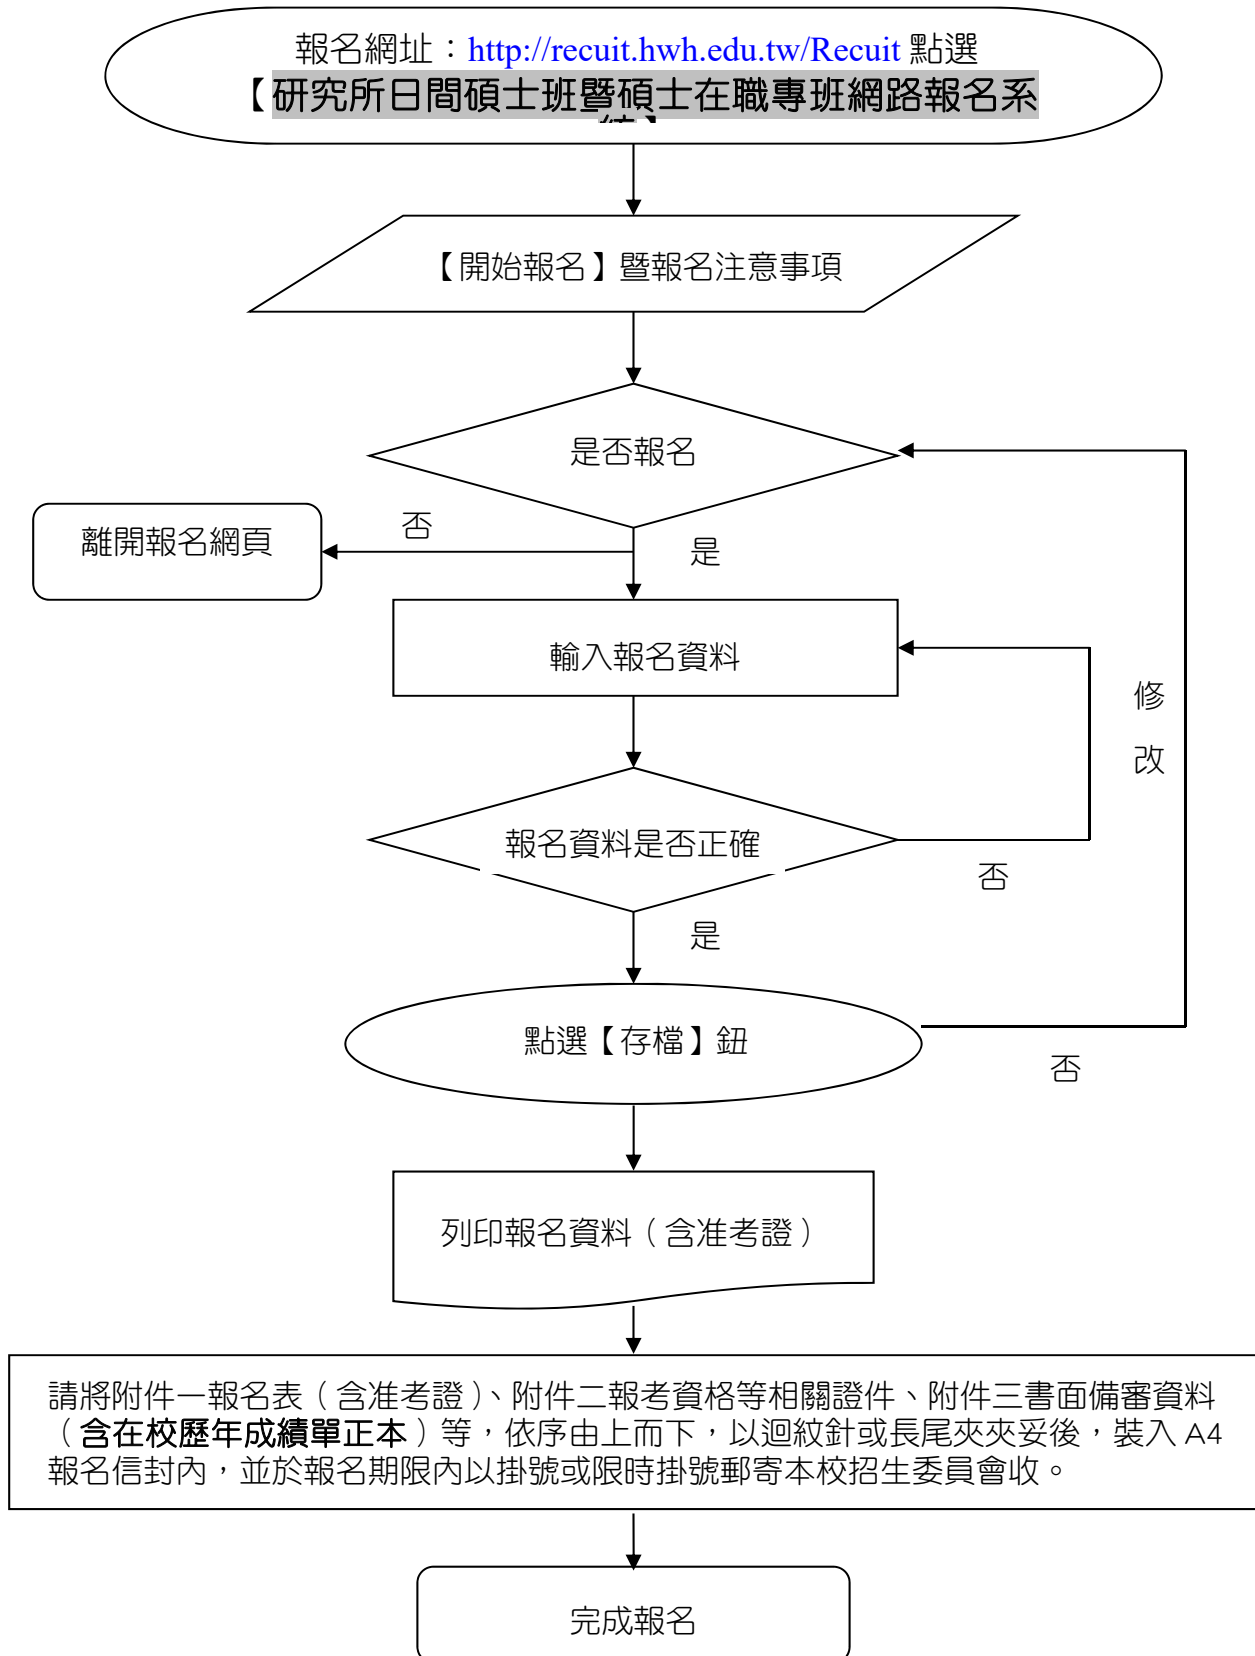 報名網址：http://recuit.hwh.edu.tw/Recuit 點選
【研究所日間碩士班暨碩士在職專班網路報名系
統】
【開始報名】暨報名注意事項
是否報名
否
離開報名網頁
是
輸入報名資料
修
改
報名資料是否正確
否
是
點選【存檔】鈕
否
列印報名資料（含准考證）
請將附件一報名表（含准考證）、附件二報考資格等相關證件、附件三書面備審資料
（含在校歷年成績單正本）等，依序由上而下，以迴紋針或長尾夾夾妥後，裝入 A4
報名信封內，並於報名期限內以掛號或限時掛號郵寄本校招生委員會收。
完成報名